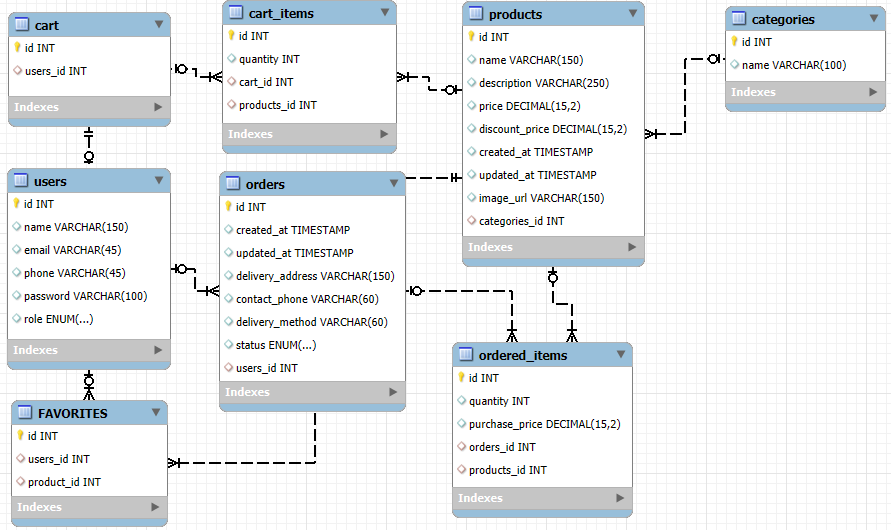 cart
id INT
users_id INT
Indexes
cart_items
id INT
quantity INT
cart_id INT
products_id INT
Indexes
products
id INT
name VARCHAR(150)
description VARCHAR(250)
price DECIMAL(15,2)
discount_price DECIMAL(15,2)
created_at TIMESTAMP
updated_at TIMESTAMP
image_url VARCHAR(150)
categories_id INT
Indexes
categories
id INT
name VARCHAR(100)
Indexes
users
id INT
name VARCHAR(150)
email VARCHAR(45)
phone VARCHAR(45)
password VARCHAR(100)
role ENUM(...)
Indexes
orders
id INT
created_at TIMESTAMP
updated_at TIMESTAMP
delivery_address VARCHAR(150)
contact_phone VARCHAR(60)
delivery_method VARCHAR(60)
status ENUM(...)
users_id INT
Indexes
FAVORITES
id INT
users_id INT
product_id INT
Indexes
ordered_items
id INT
quantity INT
purchase_price DECIMAL(15,2)
orders_id INT
products_id INT
Indexes